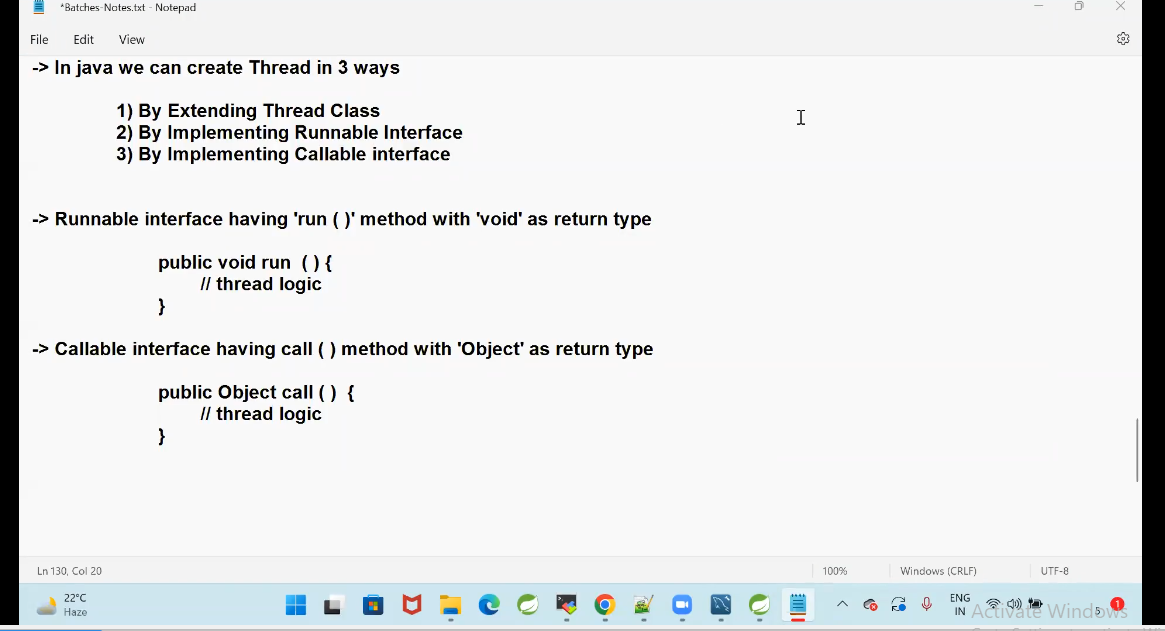 *Batches-Notes.txt - Notepad
File Edit View
-> In java we can create Thread in 3 ways
1) By Extending Thread Class
2) By Implementing Runnable Interface
3) By Implementing Callable interface
-> Runnable interface having 'run ( )' method with 'void' as return type
public void run  ( ) {
// thread logic
}
-> Callable interface having call ( ) method with 'Object' as return type
public Object call ( )  {
// thread logic
}
Ln 130, Col 20 100% Windows (CRLF) UTF-8
22°C
Haze
ENG
IN
Activate Windows
5
1